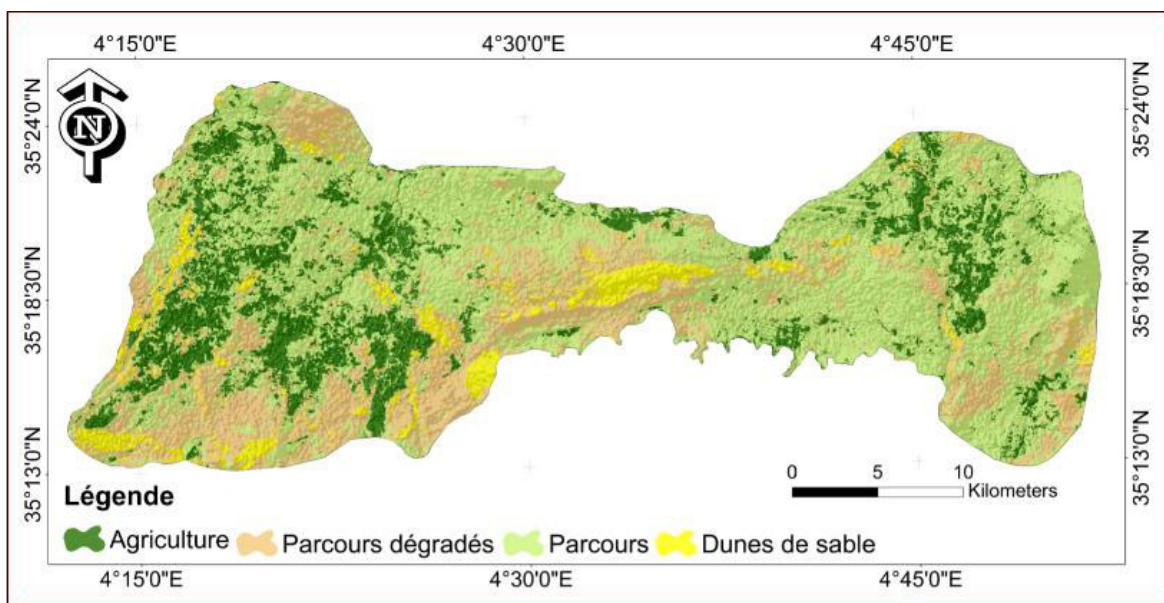 4°15'0"E 4°30'0"E 4°45'0"E
N
35°24'0"N 35°24'0"N
35°18'30"N 35°18'30"N
35°13'0"N 35°13'0"N
0 5 10
Kilometers
Légende
Agriculture Parcours dégradés Parcours Dunes de sable
4°15'0"E 4°30'0"E 4°45'0"E